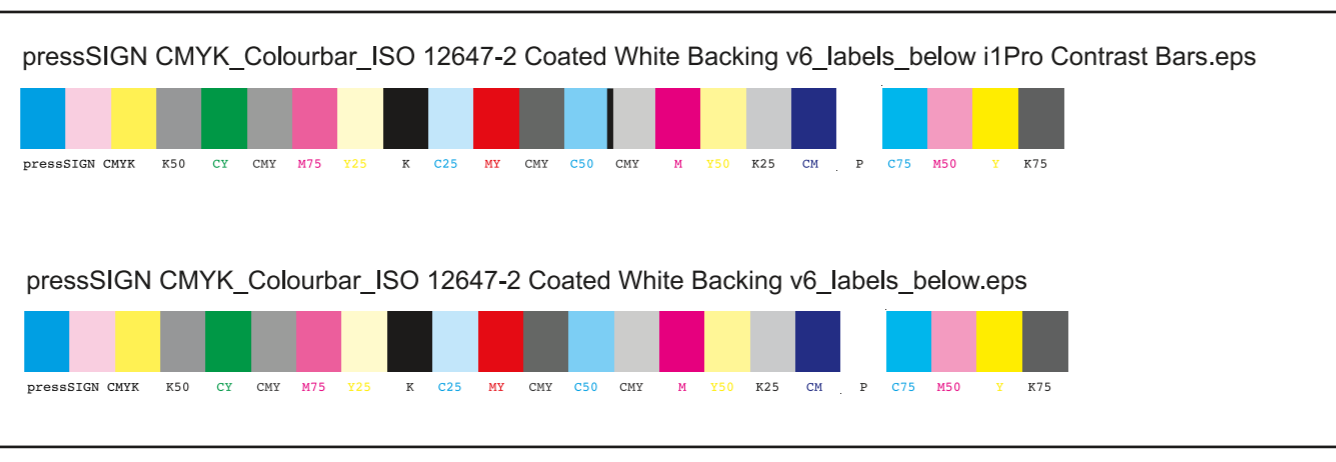 pressSIGN CMYK_Colourbar_ISO 12647-2 Coated White Backing v6_labels_below i1Pro Contrast Bars.eps
pressSIGN CMYK K50 CY CMY M75 Y25 K C25 MY CMY C50 CMY M Y50 K25 CM P C75 M50 Y K75
pressSIGN CMYK_Colourbar_ISO 12647-2 Coated White Backing v6_labels_below.eps
pressSIGN CMYK K50 CY CMY M75 Y25 K C25 MY CMY C50 CMY M Y50 K25 CM P C75 M50 Y K75